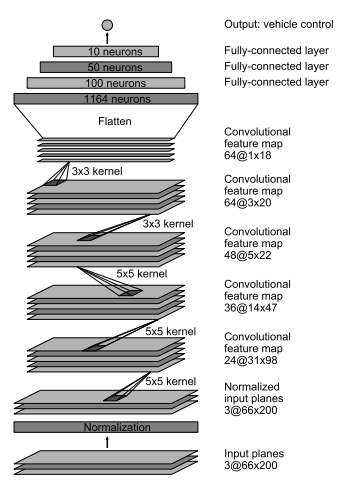 Output: vehicle control
10 neurons
Fully-connected layer
50 neurons
Fully-connected layer
100 neurons
Fully-connected layer
1164 neurons
Flatten
Convolutional
feature map
64@1x18
3x3 kernel
Convolutional
feature map
64@3x20
3x3 kernel
Convolutional
feature map
48@5x22
5x5 kernel
Convolutional
feature map
36@14x47
5x5 kernel
Convolutional
feature map
24@31x98
5x5 kernel
Normalized
input planes
3@66x200
Normalization
Input planes
3@66x200